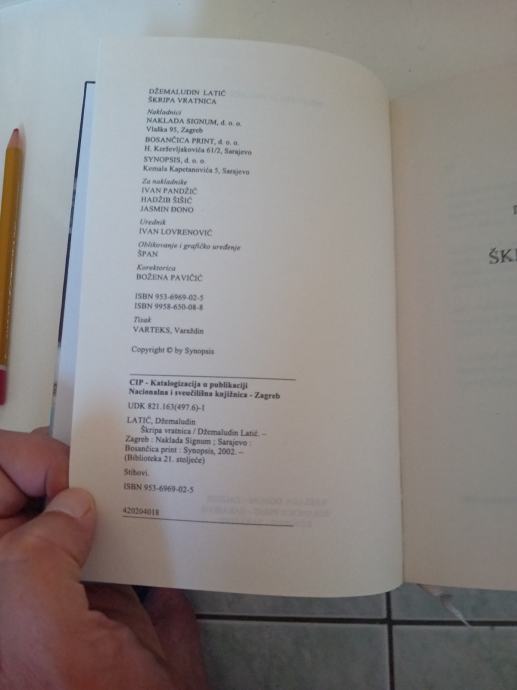 DŽEMALUDIN LATIĆ
ŠKRIPA VRATNICA
Nakladnici
NAKLADA SIGNUM, d. o. o.
Vlaška 95, Zagreb
BOSANČICA PRINT, d. o. o.
H. Kreševljakovića 61/2, Sarajevo
SYNOPSIS, d. o. o.
Kemala Kapetanovića 5, Sarajevo
Za nakladnike
IVAN PANDŽIĆ
HADŽIB ŠIŠIĆ
JASMIN ĐONO
Urednik
IVAN LOVRENOVIĆ
Oblikovanje i grafičko uređenje
ŠPAN
Korektorica
BOŽENA PAVIČIĆ
ISBN 953-6969-02-5
ISBN 9958-650-08-8
Tisak
VARTEKS, Varaždin
Copyright © by Synopsis
CIP - Katalogizacija u publikaciji
Nacionalna i sveučilišna knjižnica - Zagreb
UDK 821.163(497.6)-1
LATIĆ, Džemaludin
Škripa vratnica / Džemaludin Latić. –
Zagreb : Naklada Signum ; Sarajevo :
Bosančica print : Synopsis, 2002. –
(Biblioteka 21. stoljeće)
Stihovi.
ISBN 953-6969-02-5
420204018